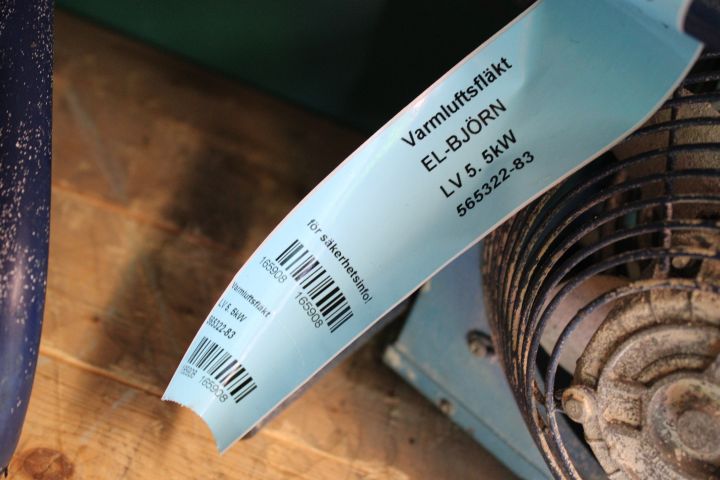 Varmluftsfläkt
EL-BJÖRN
LV 5. 5kW
565322-83
för säkerhetsinfo!
165908 165908
Varmluftsfläkt
LV 5. 5kW
565322-83
165908